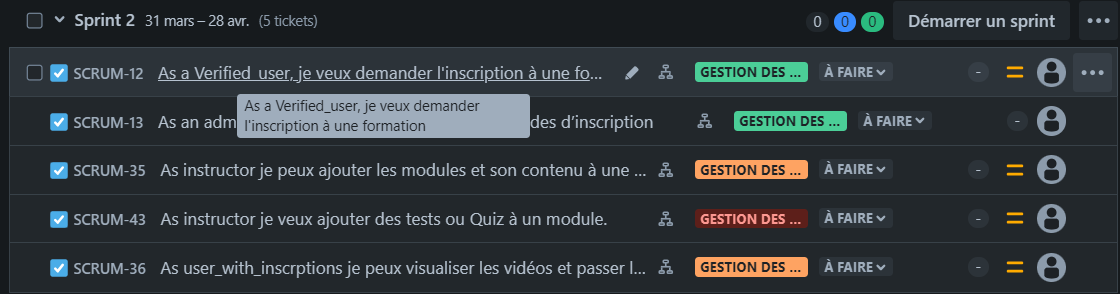 Sprint 2 31 mars – 28 avr. (5 tickets) 0 0 0 Démarrer un sprint
SCRUM-12 As a Verified_user, je veux demander l'inscription à une fo... GESTION DES ... À FAIRE -
As a Verified_user, je veux demander
l'inscription à une formation
SCRUM-13 As an adm des d'inscription GESTION DES ... À FAIRE -
SCRUM-35 As instructor je peux ajouter les modules et son contenu à une ... GESTION DES ... À FAIRE -
SCRUM-43 As instructor je veux ajouter des tests ou Quiz à un module. GESTION DES ... À FAIRE -
SCRUM-36 As user_with_inscrptions je peux visualiser les vidéos et passer l... GESTION DES ... À FAIRE -